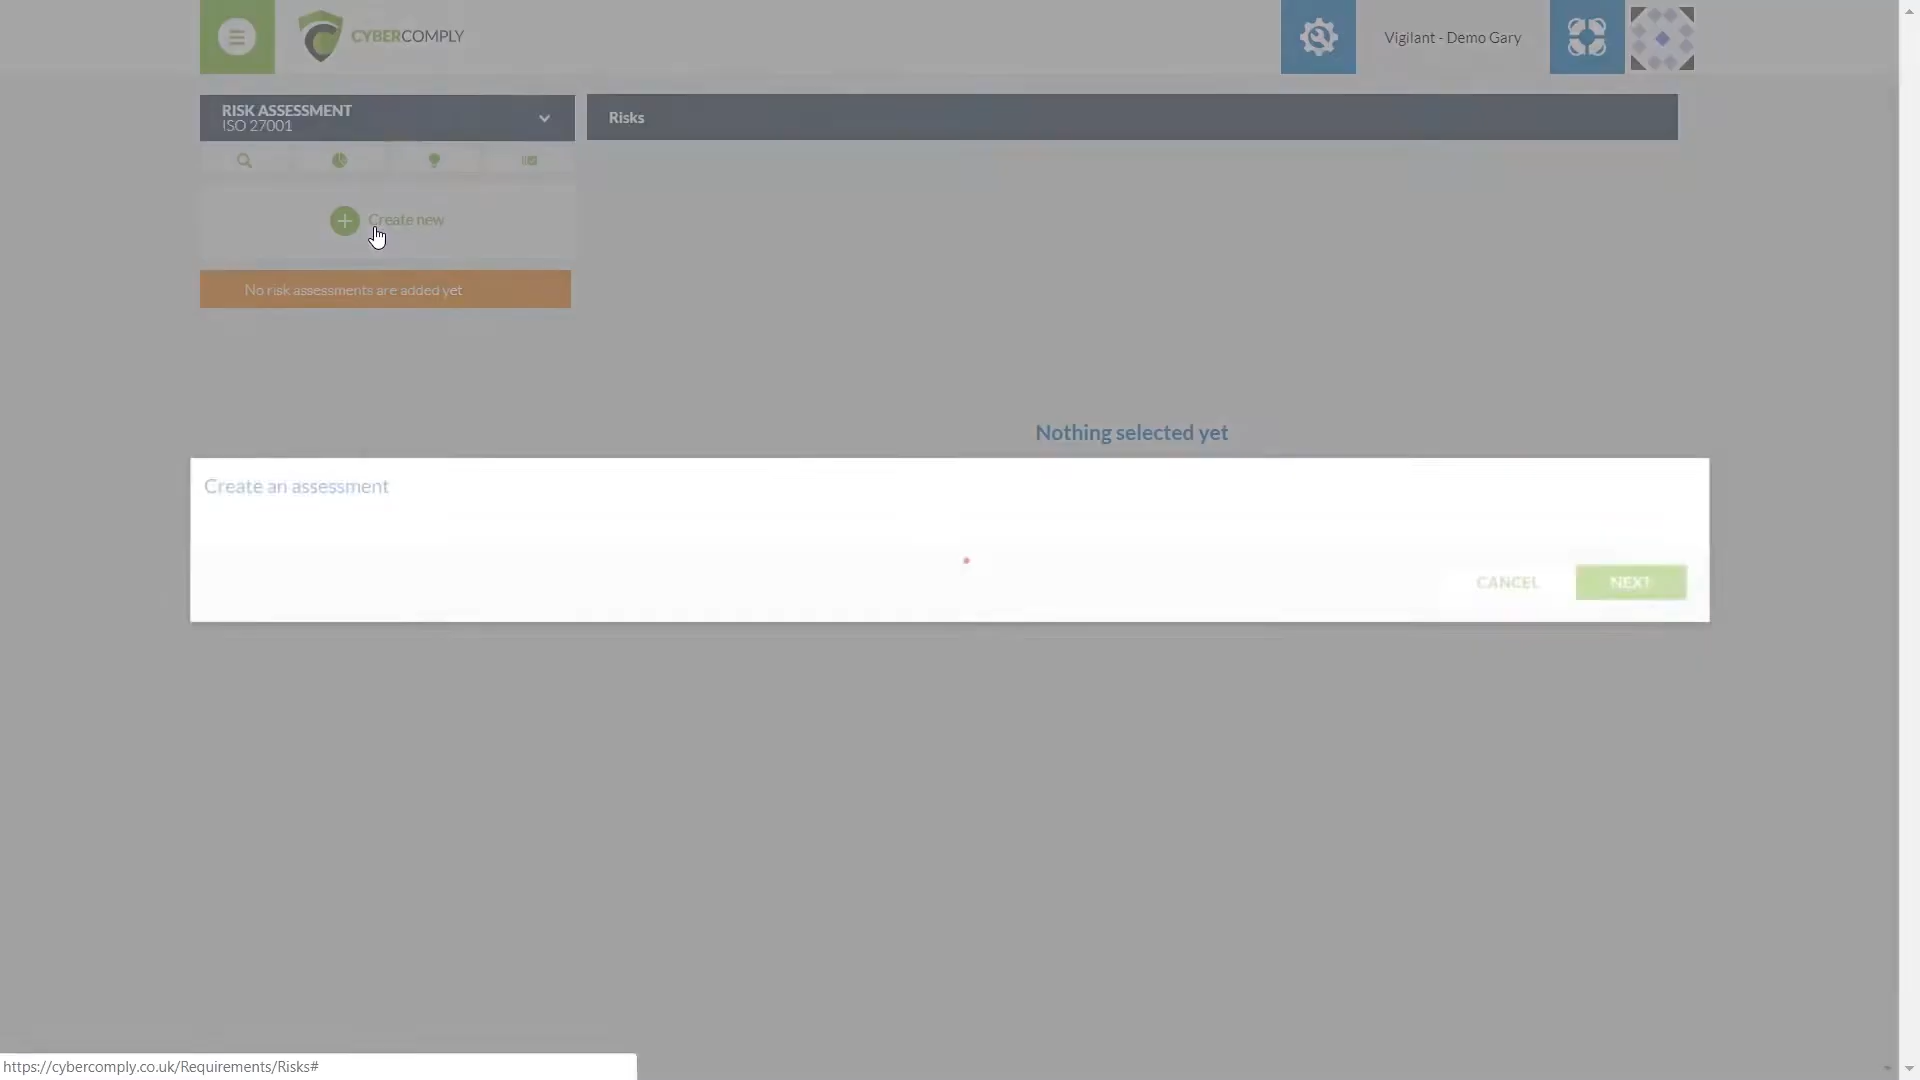 CYBERCOMPLY
Vigilant - Demo Gary
RISK ASSESSMENT
ISO 27001
Risks
Create new
No risk assessments are added yet
Nothing selected yet
Create an assessment
CANCEL
NEXT
https://cybercomply.co.uk/Requirements/Risks#